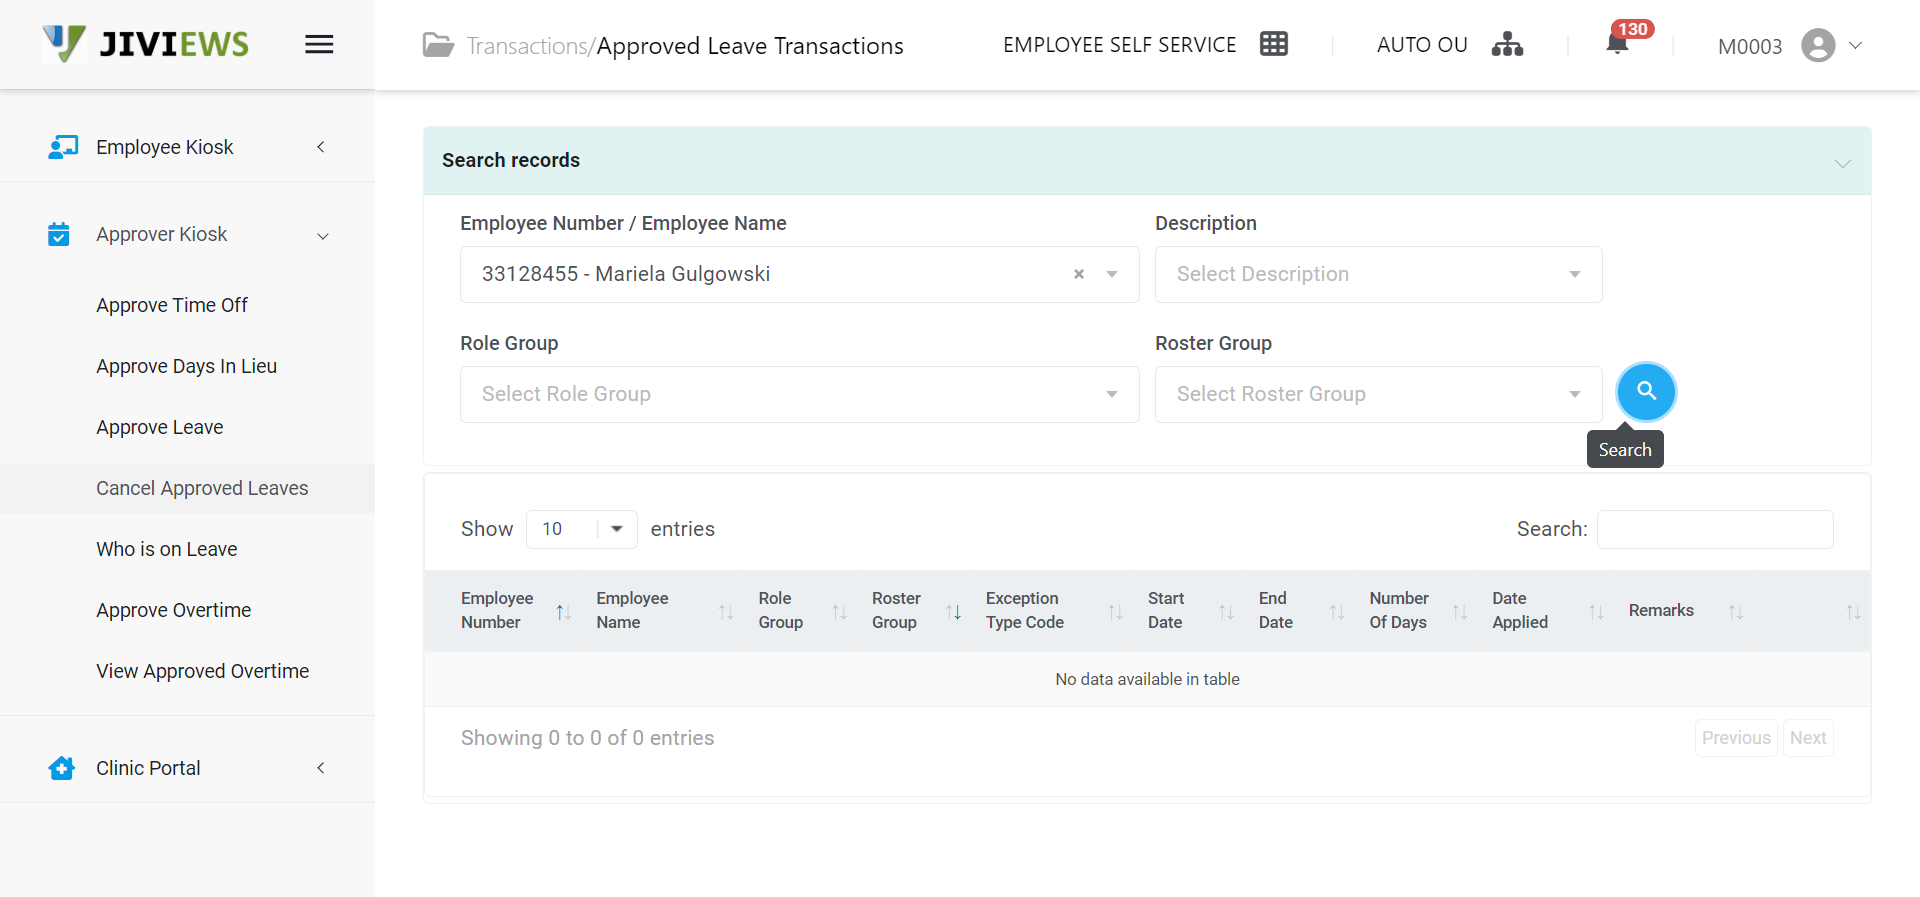 JIVIEWS
Transactions/Approved Leave Transactions
EMPLOYEE SELF SERVICE
AUTO OU
130
M0003
Employee Kiosk
Approver Kiosk
Approve Time Off
Approve Days In Lieu
Approve Leave
Cancel Approved Leaves
Who is on Leave
Approve Overtime
View Approved Overtime
Clinic Portal
Search records
Employee Number / Employee Name
Description
33128455 - Mariela Gulgowski ×
Select Description
Role Group
Roster Group
Select Role Group
Select Roster Group
Search
Show 10 entries
Search:
Employee
Number
Employee
Name
Role
Group
Roster
Group
Exception
Type Code
Start
Date
End
Date
Number
Of Days
Date
Applied
Remarks
No data available in table
Showing 0 to 0 of 0 entries
Previous
Next